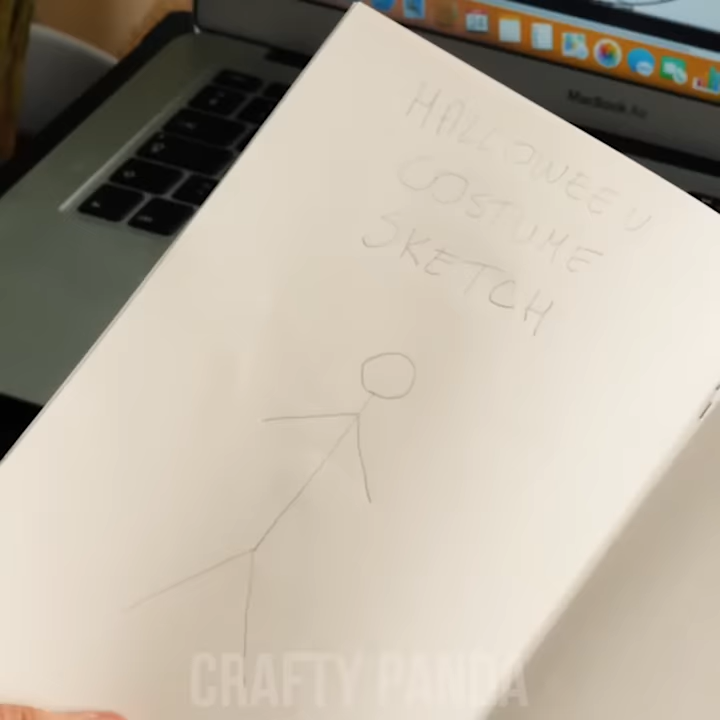 MacBook Air
HALLOWEEN
COSTUME
SKETCH
CRAFTY PANDA